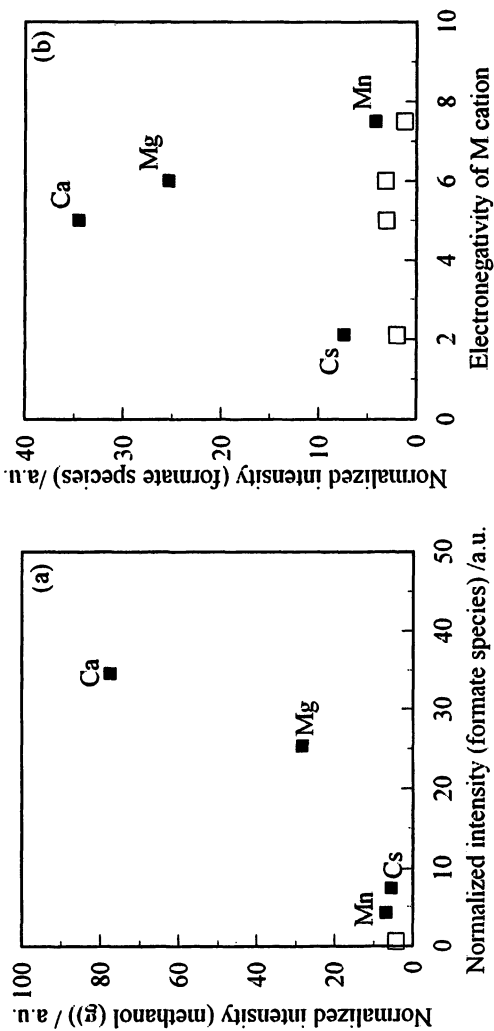 (a)
100
80
60
40
20
0
Normalized intensity (methanol (g)) / a.u.
Ca
Mg
Mn
Cs
0 10 20 30 40 50
Normalized intensity (formate species) /a.u.
(b)
40
30
20
10
0
Normalized intensity (formate species) /a.u.
Ca
Mg
Cs
Mn
0 2 4 6 8 10
Electronegativity of M cation